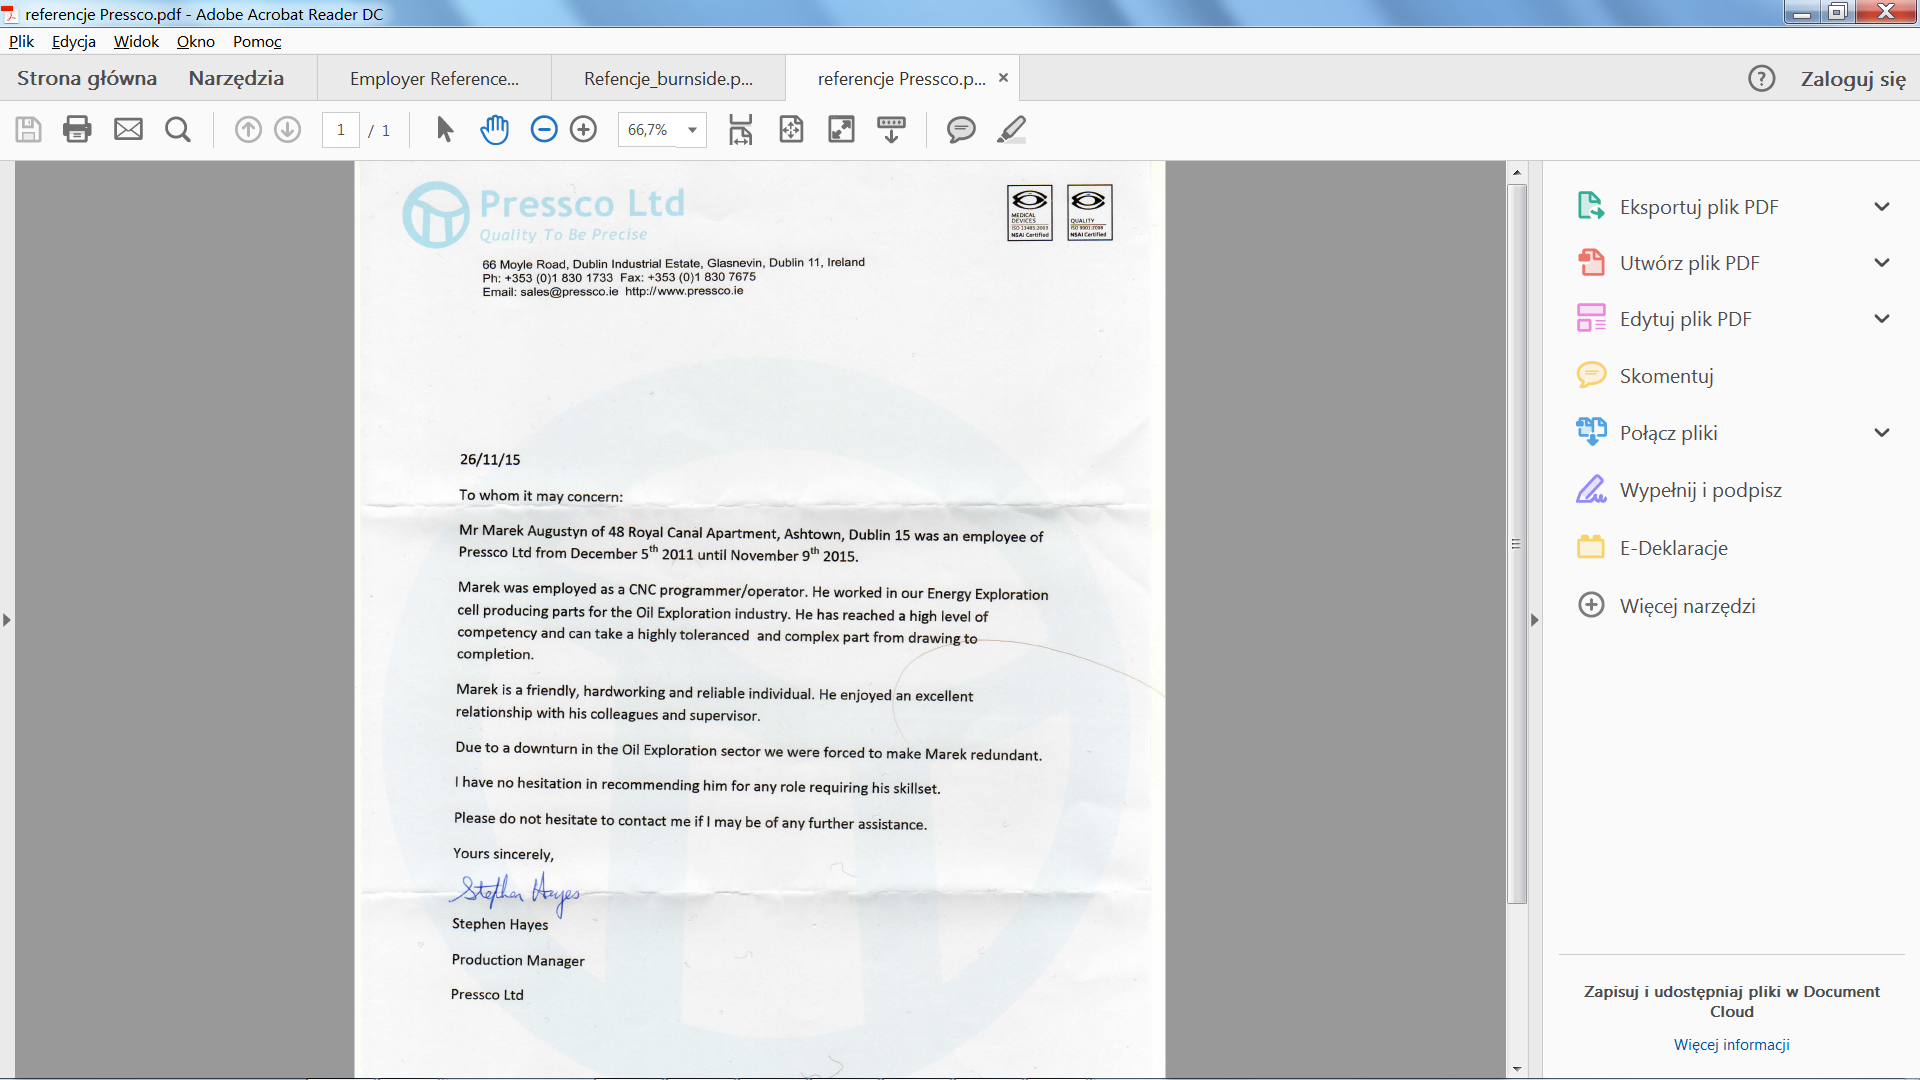 referencje Pressco.pdf - Adobe Acrobat Reader DC
Plik Edycja Widok Okno Pomoc
Strona główna Narzędzia Employer Reference... Refencje_burnside.p... referencje Pressco.p... × ? Zaloguj się
1 / 1 66,7%
Pressco Ltd
Quality To Be Precise
MEDICAL DEVICES
ISO 13485:2003
NSAI Certified
QUALITY
ISO 9001:2008
NSAI Certified
66 Moyle Road, Dublin Industrial Estate, Glasnevin, Dublin 11, Ireland
Ph: +353 (0)1 830 1733 Fax: +353 (0)1 830 7675
Email: sales@pressco.ie http://www.pressco.ie
26/11/15
To whom it may concern:
Mr Marek Augustyn of 48 Royal Canal Apartment, Ashtown, Dublin 15 was an employee of
Pressco Ltd from December 5th 2011 until November 9th 2015.
Marek was employed as a CNC programmer/operator. He worked in our Energy Exploration
cell producing parts for the Oil Exploration industry. He has reached a high level of
competency and can take a highly toleranced and complex part from drawing to
completion.
Marek is a friendly, hardworking and reliable individual. He enjoyed an excellent
relationship with his colleagues and supervisor.
Due to a downturn in the Oil Exploration sector we were forced to make Marek redundant.
I have no hesitation in recommending him for any role requiring his skillset.
Please do not hesitate to contact me if I may be of any further assistance.
Yours sincerely,
Stephen Hayes
Stephen Hayes
Production Manager
Pressco Ltd
Eksportuj plik PDF
Utwórz plik PDF
Edytuj plik PDF
Skomentuj
Połącz pliki
Wypełnij i podpisz
E-Deklaracje
Więcej narzędzi
Zapisuj i udostępniaj pliki w Document
Cloud
Więcej informacji